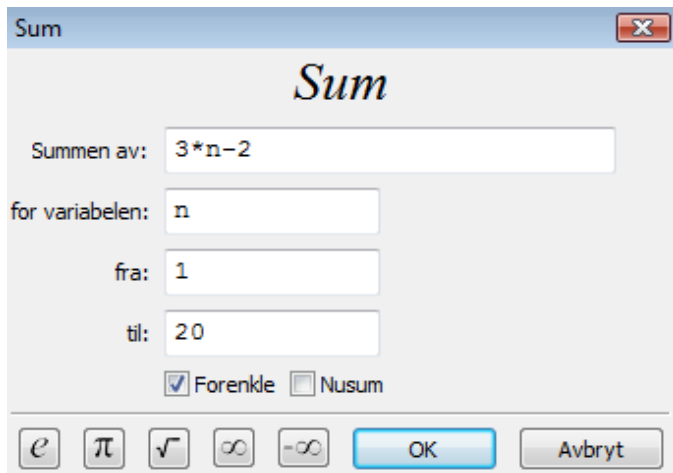 Sum
Sum
Summen av: 3*n-2
for variabelen: n
fra: 1
til: 20
Forenkle Nusum
e π √ ∞ -∞ OK Avbryt